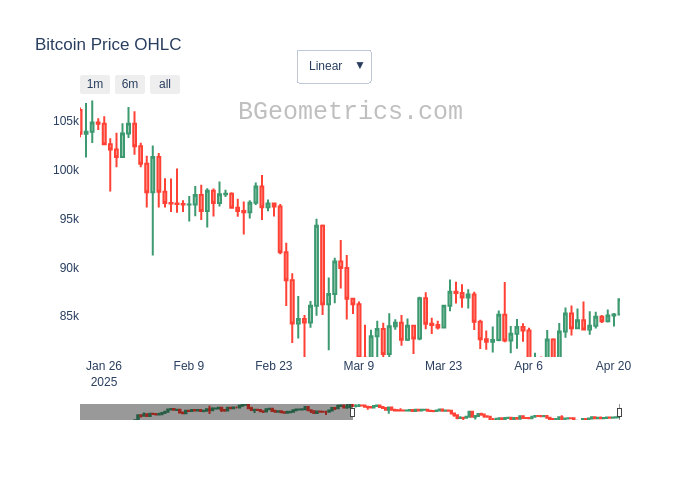 Bitcoin Price OHLC
Linear ▼
1m 6m all
BGeometrics.com
105k
100k
95k
90k
85k
Jan 26 Feb 9 Feb 23 Mar 9 Mar 23 Apr 6 Apr 20
2025